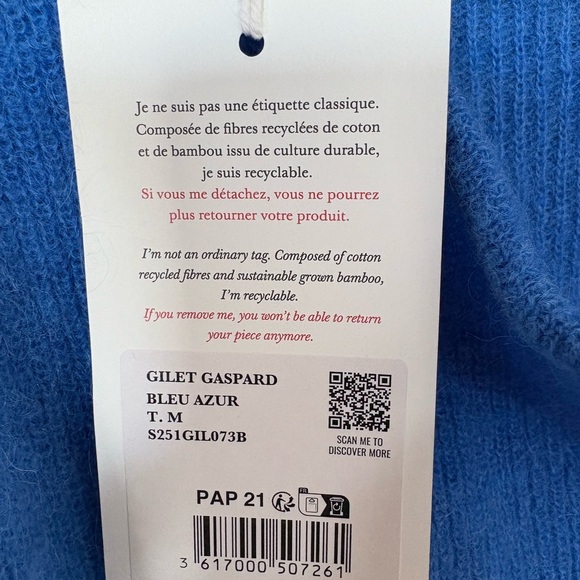 Je ne suis pas une étiquette classique.
Composée de fibres recyclées de coton
et de bambou issu de culture durable,
je suis recyclable.
Si vous me détachez, vous ne pourrez
plus retourner votre produit.
I'm not an ordinary tag. Composed of cotton
recycled fibres and sustainable grown bamboo,
I'm recyclable.
If you remove me, you won't be able to return
your piece anymore.
GILET GASPARD
BLEU AZUR
T. M
S251GIL073B
SCAN ME TO
DISCOVER MORE
PAP 21
FR
3 617000 507261